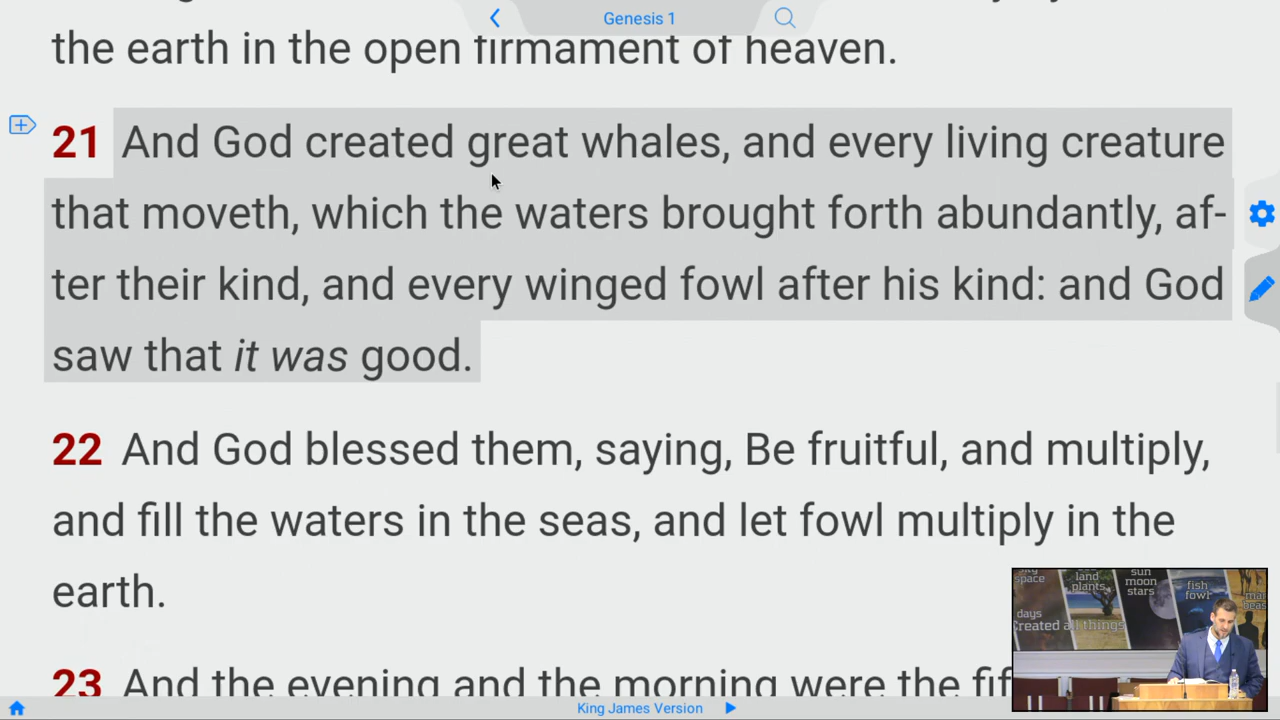 Genesis 1
the earth in the open firmament of heaven.
21 And God created great whales, and every living creature
that moveth, which the waters brought forth abundantly, af-
ter their kind, and every winged fowl after his kind: and God
saw that it was good.
22 And God blessed them, saying, Be fruitful, and multiply,
and fill the waters in the seas, and let fowl multiply in the
earth.
23 And the evening and the morning were the
space
land
plants
sun
moon
stars
fish
fowl
days
Created all things
King James Version